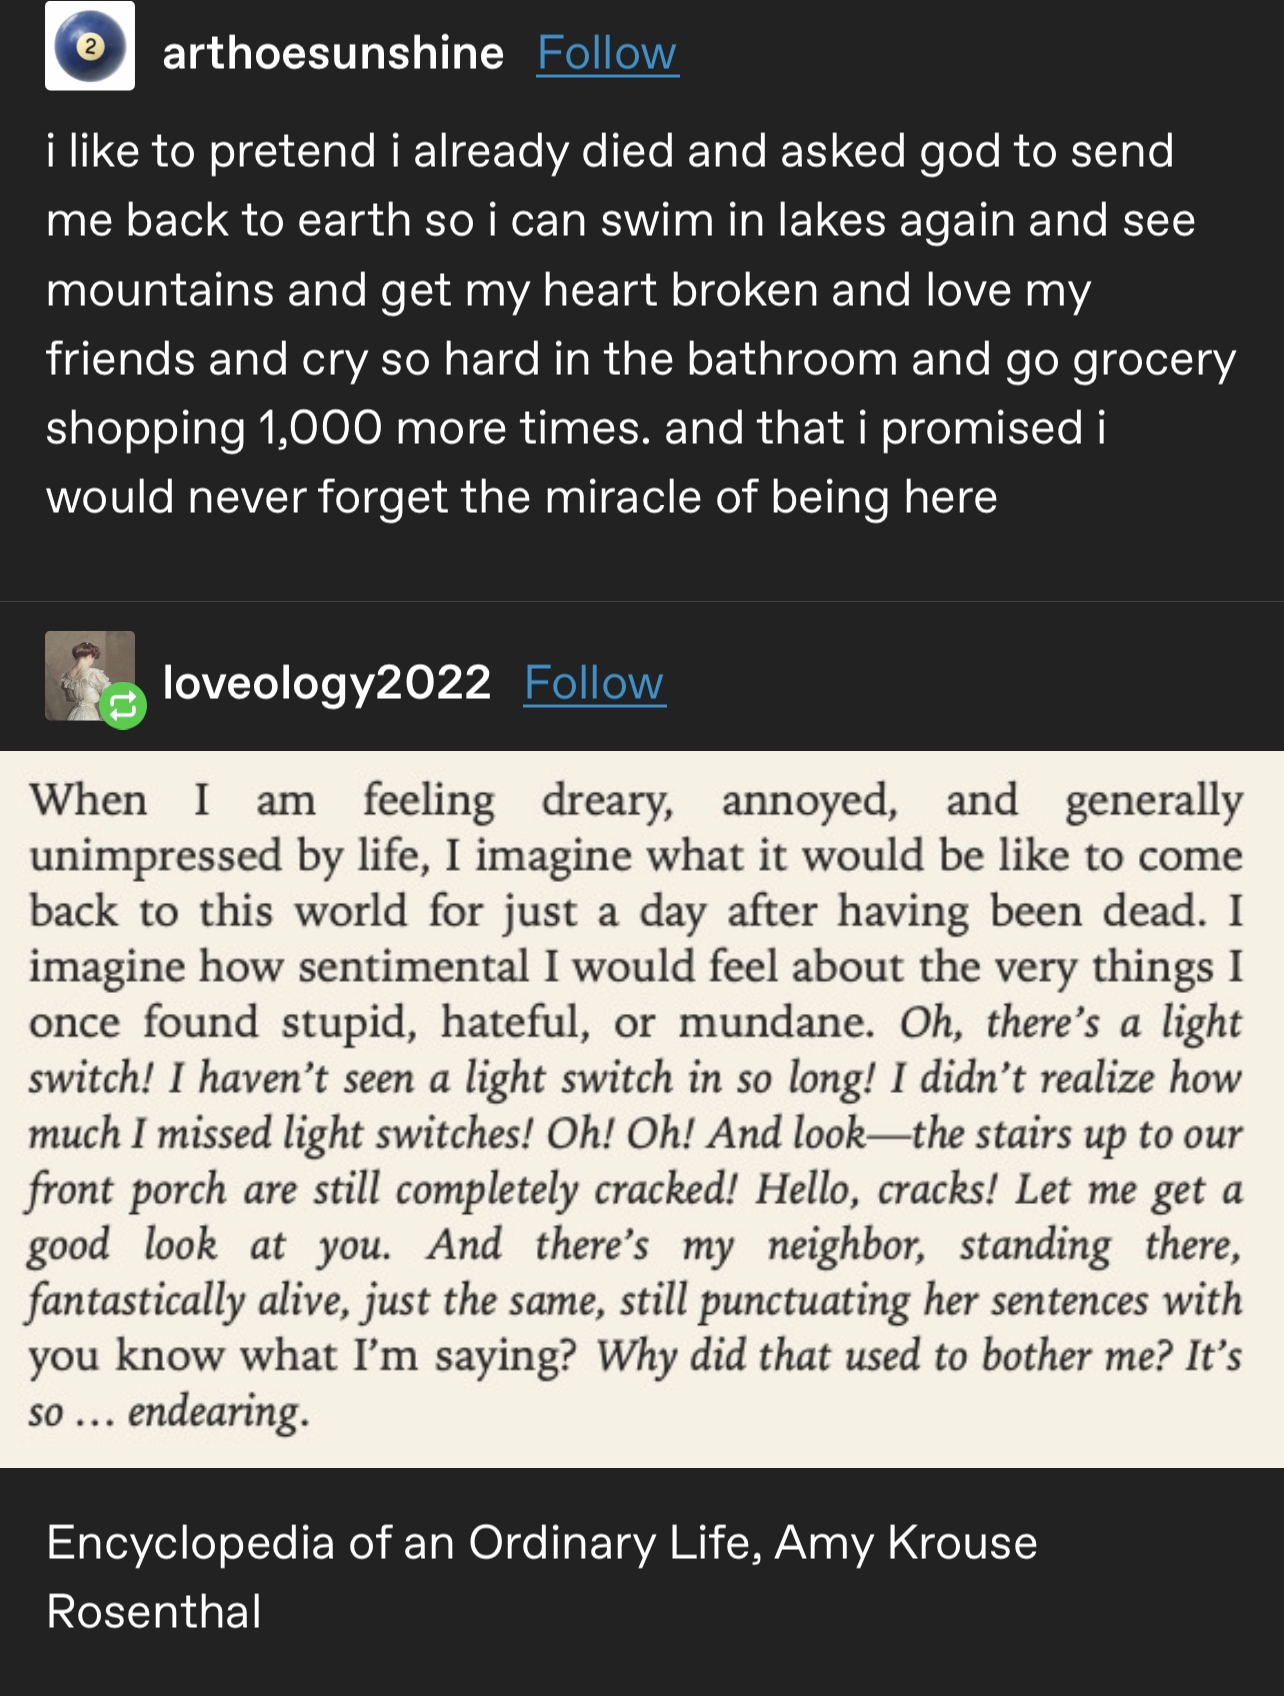 2
arthoesunshine Follow
i like to pretend i already died and asked god to send
me back to earth so i can swim in lakes again and see
mountains and get my heart broken and love my
friends and cry so hard in the bathroom and go grocery
shopping 1,000 more times. and that i promised i
would never forget the miracle of being here
loveology2022 Follow
When I am feeling dreary, annoyed, and generally
unimpressed by life, I imagine what it would be like to come
back to this world for just a day after having been dead. I
imagine how sentimental I would feel about the very things I
once found stupid, hateful, or mundane. Oh, there’s a light
switch! I haven’t seen a light switch in so long! I didn’t realize how
much I missed light switches! Oh! Oh! And look—the stairs up to our
front porch are still completely cracked! Hello, cracks! Let me get a
good look at you. And there’s my neighbor, standing there,
fantastically alive, just the same, still punctuating her sentences with
you know what I’m saying? Why did that used to bother me? It’s
so … endearing.
Encyclopedia of an Ordinary Life, Amy Krouse
Rosenthal